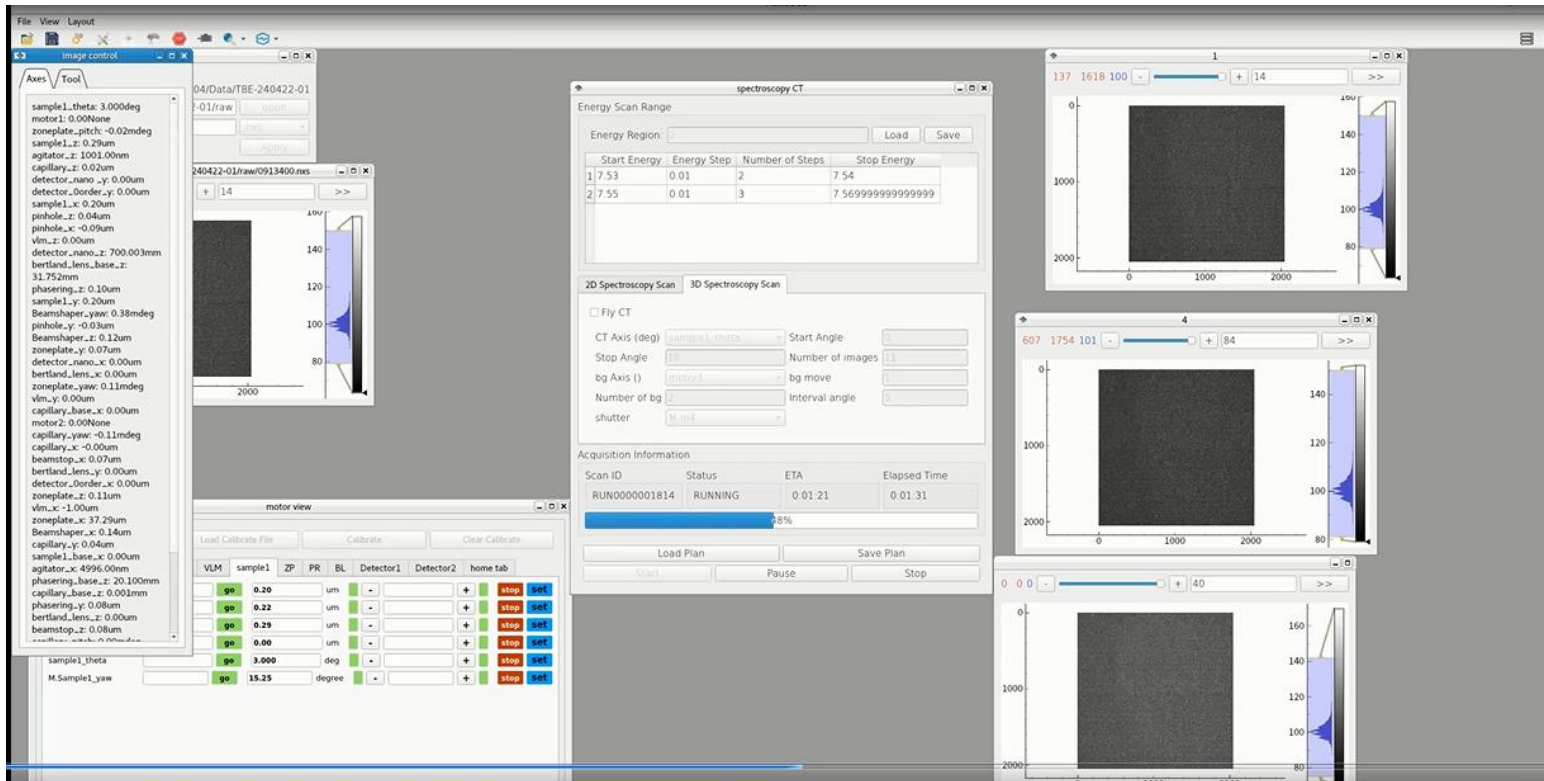 File View Layout
image control
Axes Tool
sample1_theta: 3.000deg
motor1: 0.00None
zoneplate_pitch: -0.02mdeg
sample1_z: 0.29um
agitator_z: 1001.00nm
capillary_z: 0.02um
detector_nano _y: 0.00um
detector_0order_y: 0.00um
sample1_x: 0.20um
pinhole_z: 0.04um
pinhole_x: -0.09um
vlm_z: 0.00um
detector_nano_z: 700.003mm
bertland_lens_base_z:
31.752mm
phasering_z: 0.10um
sample1_y: 0.20um
Beamshaper_yaw: 0.38mdeg
pinhole_y: -0.03um
Beamshaper_z: 0.12um
zoneplate_y: 0.07um
detector_nano_x: 0.00um
bertland_lens_x: 0.00um
zoneplate_yaw: 0.11mdeg
vlm_y: 0.00um
capillary_base_x: 0.00um
motor2: 0.00None
capillary_yaw: -0.11mdeg
capillary_x: -0.00um
beamstop_x: 0.07um
bertland_lens_y: 0.00um
detector_0order_x: 0.00um
zoneplate_z: 0.11um
vlm_x: -1.00um
zoneplate_x: 37.29um
Beamshaper_x: 0.14um
capillary_y: 0.04um
sample1_base_x: 0.00um
agitator_x: 4996.00nm
phasering_base_z: 20.100mm
capillary_base_z: 0.001mm
phasering_y: 0.08um
bertland_lens_z: 0.00um
beamstop_z: 0.08um
04/Data/TBE-240422-01
2-01/raw open
nxs
Apply
240422-01/raw/0913400.nxs
+ 14 >>
160
140
120
100
80
2000
motor view
Load Calibrate File Calibrate Clear Calibrate
VLM sample1 ZP PR BL Detector1 Detector2 home tab
go 0.20 um - + stop set
go 0.22 um - + stop set
go 0.29 um - + stop set
go 0.00 um - + stop set
sample1_theta go 3.000 deg - + stop set
M.Sample1_yaw go 15.25 degree - + stop set
spectroscopy CT
Energy Scan Range
Energy Region: 2 Load Save
Start Energy Energy Step Number of Steps Stop Energy
1 7.53 0.01 2 7.54
2 7.55 0.01 3 7.569999999999999
2D Spectroscopy Scan 3D Spectroscopy Scan
Fly CT
CT Axis (deg) sample1_theta Start Angle 0
Stop Angle 10 Number of images 11
bg Axis () motor1 bg move 1
Number of bg 2 Interval angle 5
shutter M.m4
Acquisition Information
Scan ID Status ETA Elapsed Time
RUN0000001814 RUNNING 0:01:21 0:01:31
48%
Load Plan Save Plan
Start Pause Stop
1
137 1618 100 - + 14 >>
0
1000
2000
0 1000 2000
160
140
120
100
80
4
607 1754 101 - + 84 >>
0
1000
2000
0 1000 2000
140
120
100
80
0 0 0 - + 40 >>
0
1000
2000
160
140
120
100
80